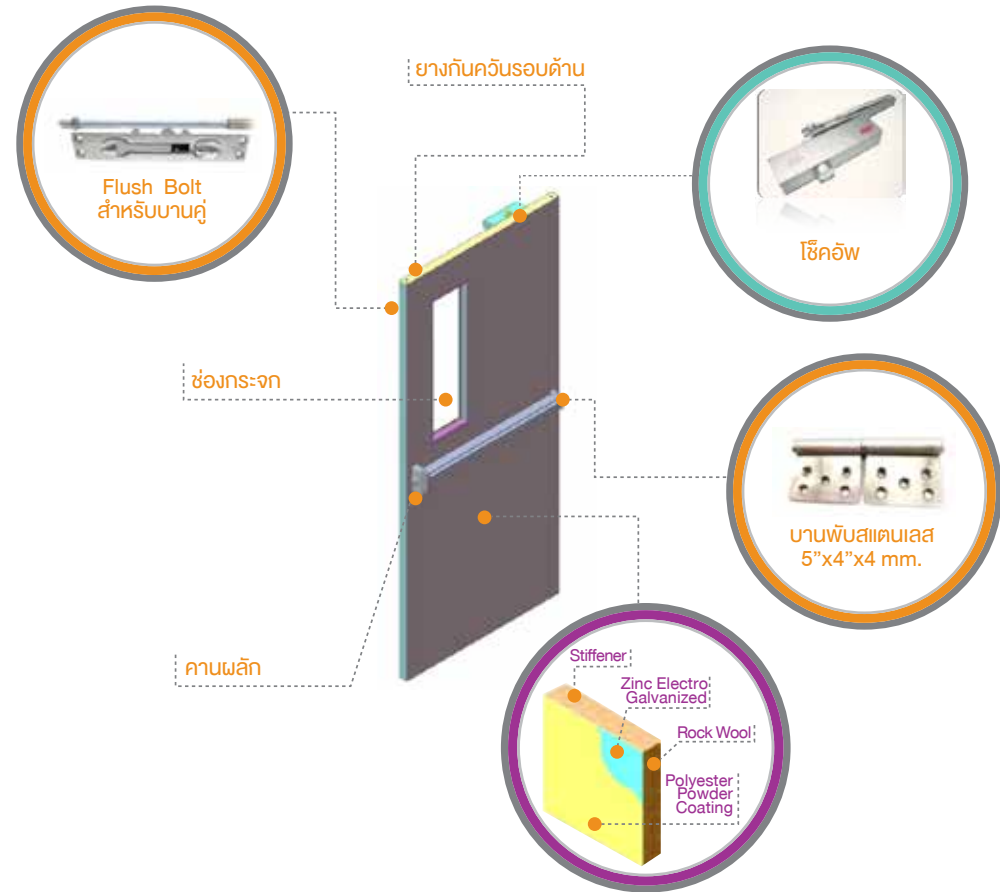 ยางกันควันรอบด้าน
Flush Bolt
สำหรับบานคู่
โช็คอัพ
ช่องกระจก
บานพับสแตนเลส
5”x4”x4 mm.
คานผลัก
Stiffener
Zinc Electro
Galvanized
Rock Wool
Polyester
Powder
Coating